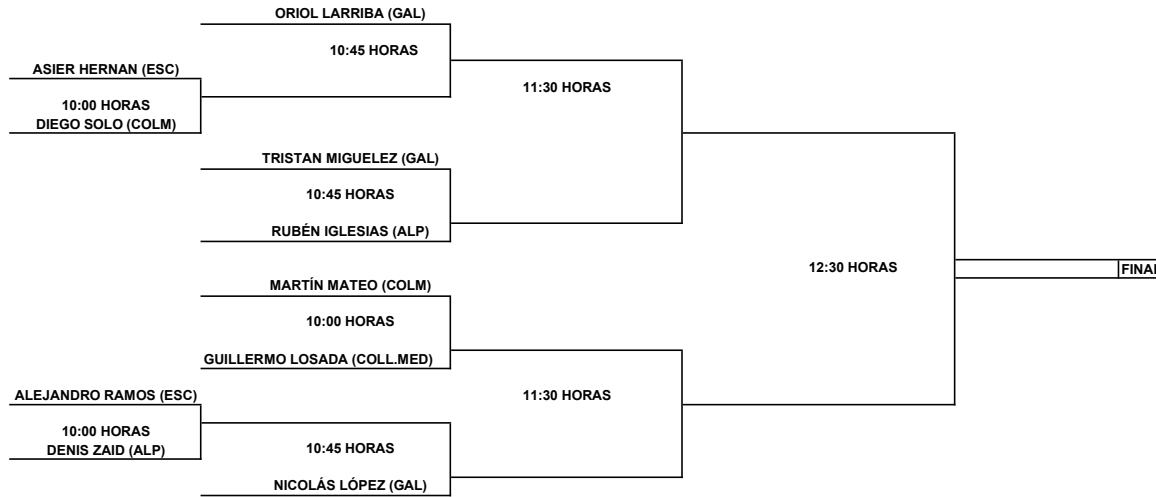 ORIOL LARRIBA (GAL)
10:45 HORAS
ASIER HERNAN (ESC)
11:30 HORAS
10:00 HORAS
DIEGO SOLO (COLM)
TRISTAN MIGUELEZ (GAL)
10:45 HORAS
RUBÉN IGLESIAS (ALP)
12:30 HORAS
FINAL
MARTÍN MATEO (COLM)
10:00 HORAS
GUILLERMO LOSADA (COLL.MED)
ALEJANDRO RAMOS (ESC)
11:30 HORAS
10:00 HORAS
DENIS ZAID (ALP)
10:45 HORAS
NICOLÁS LÓPEZ (GAL)